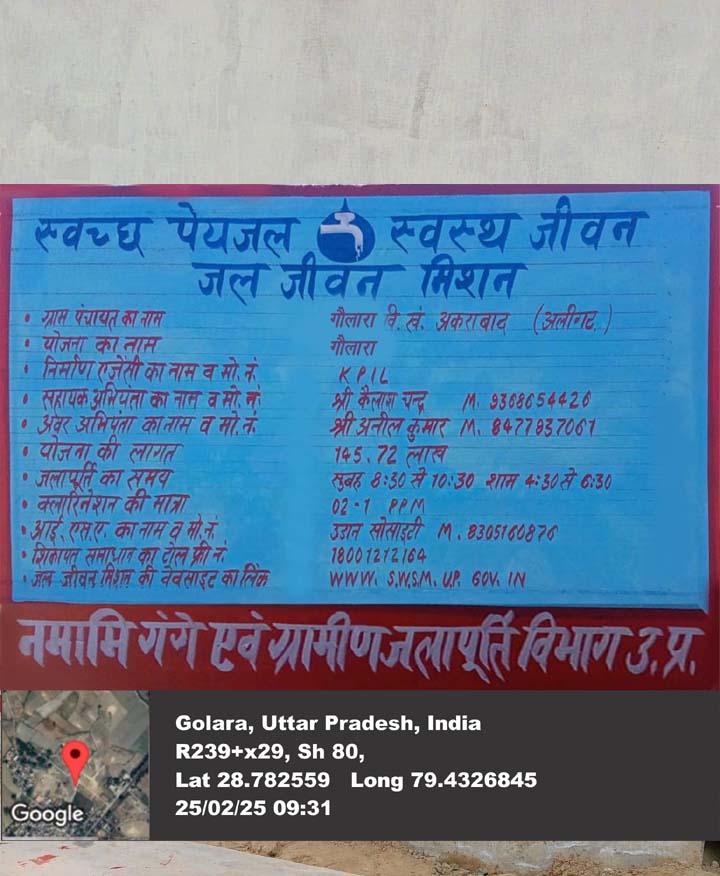 स्वच्छ पेयजल स्वस्थ जीवन
जल जीवन मिशन
• ग्राम पंचायत का नाम गौलारा वि. खं. अकराबाद (अलीगढ़)
• योजना का नाम गौलारा
• निर्माण एजेंसी का नाम व मो. नं. KPIL
• सहायक अभियंता का नाम व मो. नं. श्री कैलाश चन्द्र M. 9368654426
• अवर अभियंता का नाम व मो. नं. श्री अनील कुमार M. 8477937061
• योजना की लागत 145.72 लाख
• जलापूर्ति का समय सुबह 8:30 से 10:30 शाम 4:30 से 6:30
• क्लोरिनेशन की मात्रा 02-1 PPM
• आई. एस. ए. का नाम व मो. नं. उडान सोसाइटी M. 8305160876
• शिकायत समाधान का टोल फ्री नं. 18001212164
• जल जीवन मिशन की वेबसाइट का लिंक WWW. S.W.S.M. U.P. GOV. IN
नमामि गंगे एवं ग्रामीण जलापूर्ति विभाग उ. प्र.
Golara, Uttar Pradesh, India
R239+x29, Sh 80,
Lat 28.782559 Long 79.4326845
25/02/25 09:31
Google